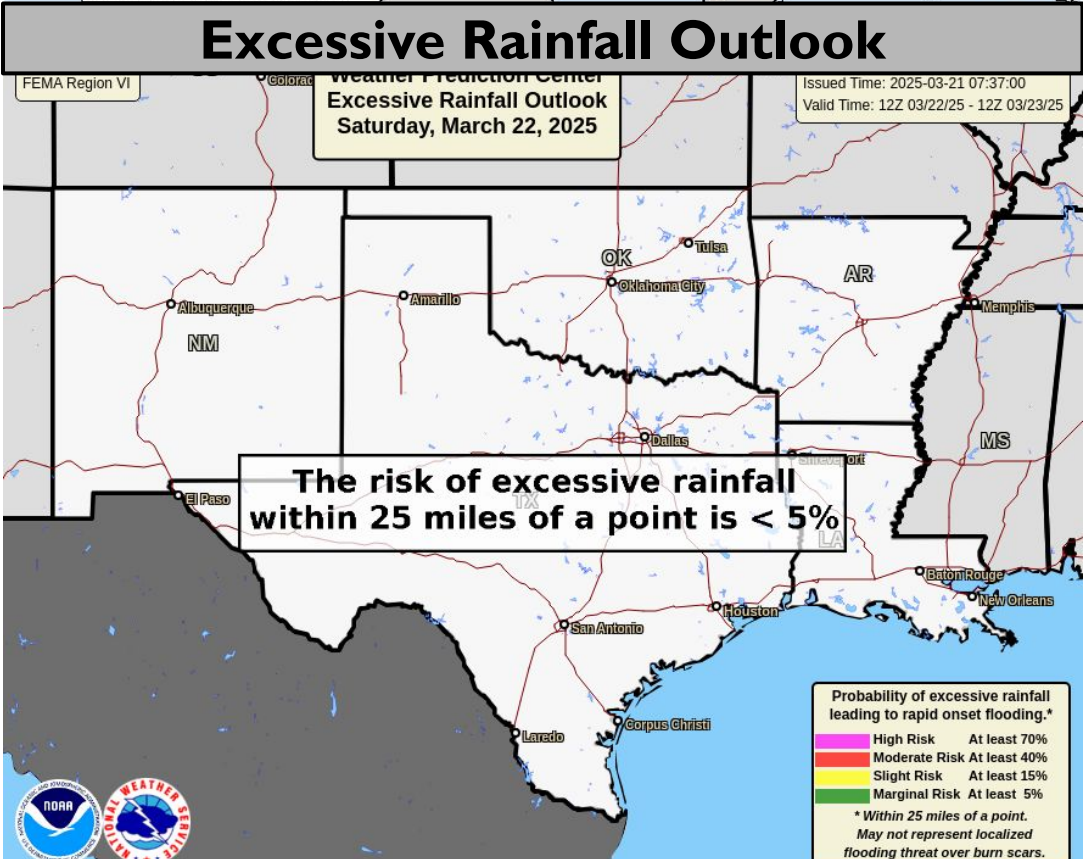 Excessive Rainfall Outlook
FEMA Region VI
Weather Prediction Center
Excessive Rainfall Outlook
Saturday, March 22, 2025
Issued Time: 2025-03-21 07:37:00
Valid Time: 12Z 03/22/25 - 12Z 03/23/25
Colorad
Tulsa
OK
Oklahoma City
AR
Albuquerque
Amarillo
Memphis
NM
Dallas
MS
Shreveport
The risk of excessive rainfall
within 25 miles of a point is < 5%
El Paso
TX
LA
Baton Rouge
New Orleans
Houston
San Antonio
Corpus Christi
Laredo
Probability of excessive rainfall
leading to rapid onset flooding.*
High Risk At least 70%
Moderate Risk At least 40%
Slight Risk At least 15%
Marginal Risk At least 5%
* Within 25 miles of a point.
May not represent localized
flooding threat over burn scars.
NOAA
NATIONAL WEATHER SERVICE